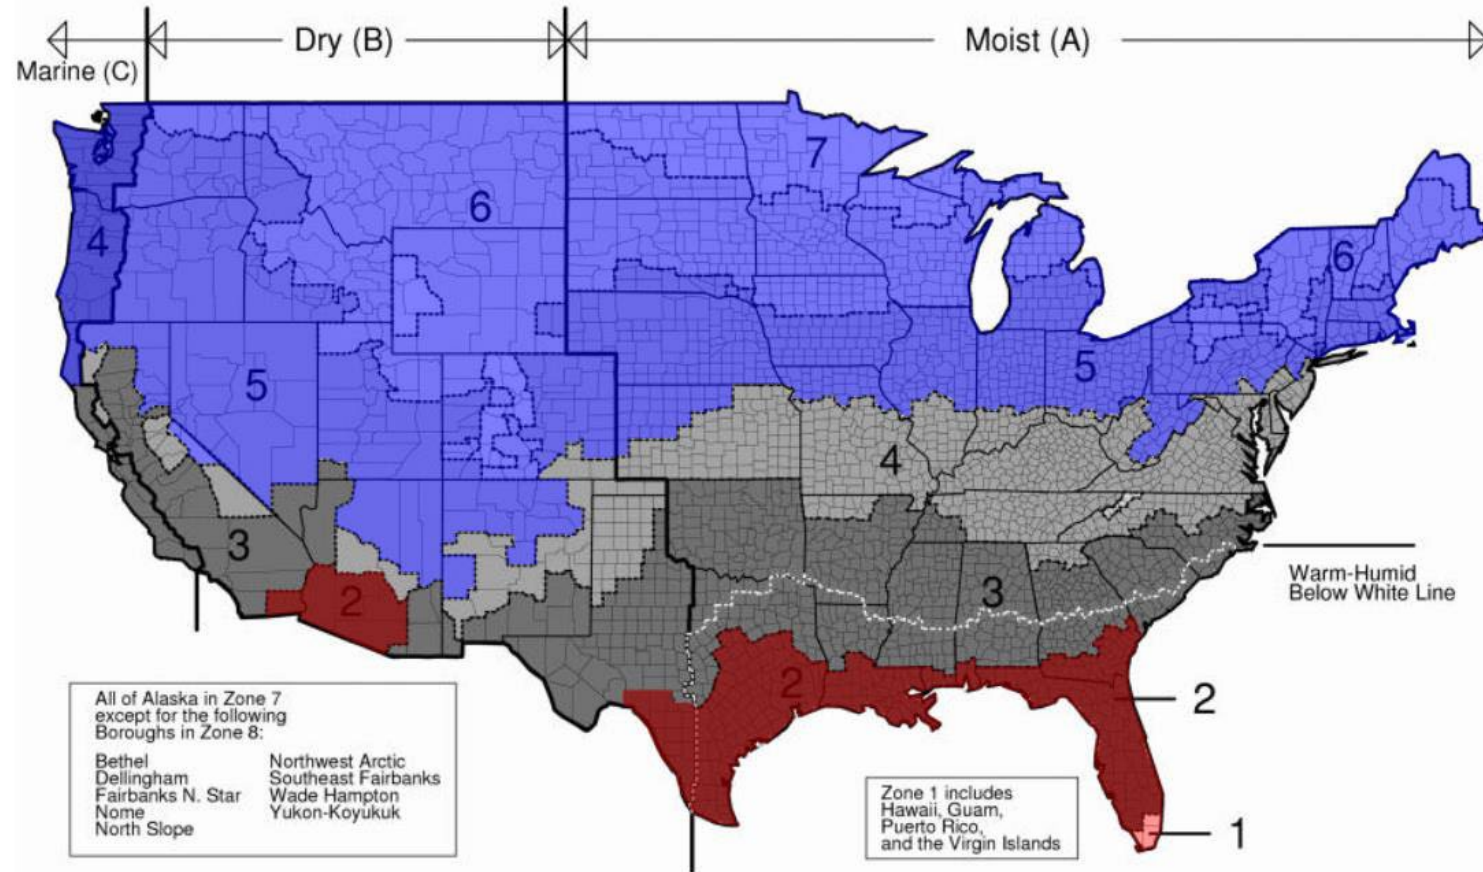 Marine (C)
Dry (B)
Moist (A)
7
6
4
6
5
5
4
3
3
2
2
Warm-Humid
Below White Line
2
1
All of Alaska in Zone 7
except for the following
Boroughs in Zone 8:
Bethel
Dellingham
Fairbanks N. Star
Nome
North Slope
Northwest Arctic
Southeast Fairbanks
Wade Hampton
Yukon-Koyukuk
Zone 1 includes
Hawaii, Guam,
Puerto Rico,
and the Virgin Islands